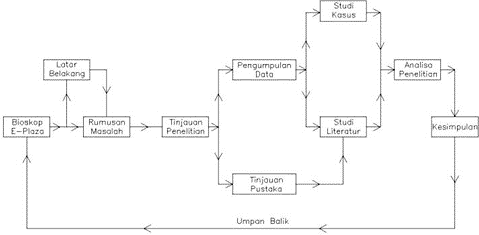 Studi
Kasus
Latar
Belakang
Pengumpulan
Data
Analisa
Penelitian
Bioskop
E-Plaza
Rumusan
Masalah
Tinjauan
Penelitian
Studi
Literatur
Kesimpulan
Tinjauan
Pustaka
Umpan Balik